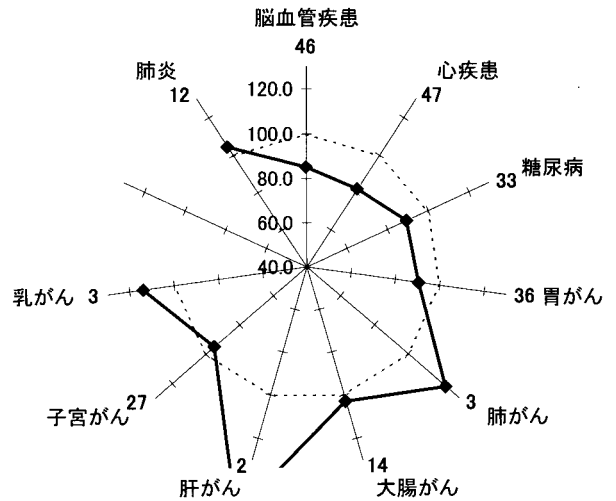 脳血管疾患
46
肺炎
12
心疾患
47
120.0
100.0
80.0
60.0
40.0
糖尿病
33
36 胃がん
乳がん 3
子宮がん 27
3
肺がん
2
肝がん
14
大腸がん